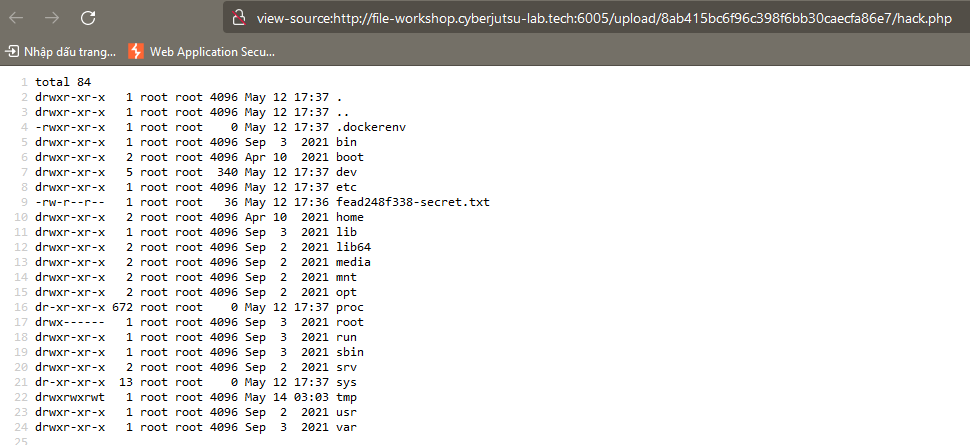 view-source:http://file-workshop.cyberjutsu-lab.tech:6005/upload/8ab415bc6f96c398f6bb30caecfa86e7/hack.php
Nhập dấu trang... Web Application Secu...
1 total 84
2 drwxr-xr-x 1 root root 4096 May 12 17:37 .
3 drwxr-xr-x 1 root root 4096 May 12 17:37 ..
4 -rwxr-xr-x 1 root root 0 May 12 17:37 .dockerenv
5 drwxr-xr-x 1 root root 4096 Sep 3 2021 bin
6 drwxr-xr-x 2 root root 4096 Apr 10 2021 boot
7 drwxr-xr-x 5 root root 340 May 12 17:37 dev
8 drwxr-xr-x 1 root root 4096 May 12 17:37 etc
9 -rw-r--r-- 1 root root 36 May 12 17:36 fead248f338-secret.txt
10 drwxr-xr-x 2 root root 4096 Apr 10 2021 home
11 drwxr-xr-x 1 root root 4096 Sep 3 2021 lib
12 drwxr-xr-x 2 root root 4096 Sep 2 2021 lib64
13 drwxr-xr-x 2 root root 4096 Sep 2 2021 media
14 drwxr-xr-x 2 root root 4096 Sep 2 2021 mnt
15 drwxr-xr-x 2 root root 4096 Sep 2 2021 opt
16 dr-xr-xr-x 672 root root 0 May 12 17:37 proc
17 drwx------ 1 root root 4096 Sep 3 2021 root
18 drwxr-xr-x 1 root root 4096 Sep 3 2021 run
19 drwxr-xr-x 1 root root 4096 Sep 3 2021 sbin
20 drwxr-xr-x 2 root root 4096 Sep 2 2021 srv
21 dr-xr-xr-x 13 root root 0 May 12 17:37 sys
22 drwxrwxrwt 1 root root 4096 May 14 03:03 tmp
23 drwxr-xr-x 1 root root 4096 Sep 2 2021 usr
24 drwxr-xr-x 1 root root 4096 Sep 3 2021 var
25